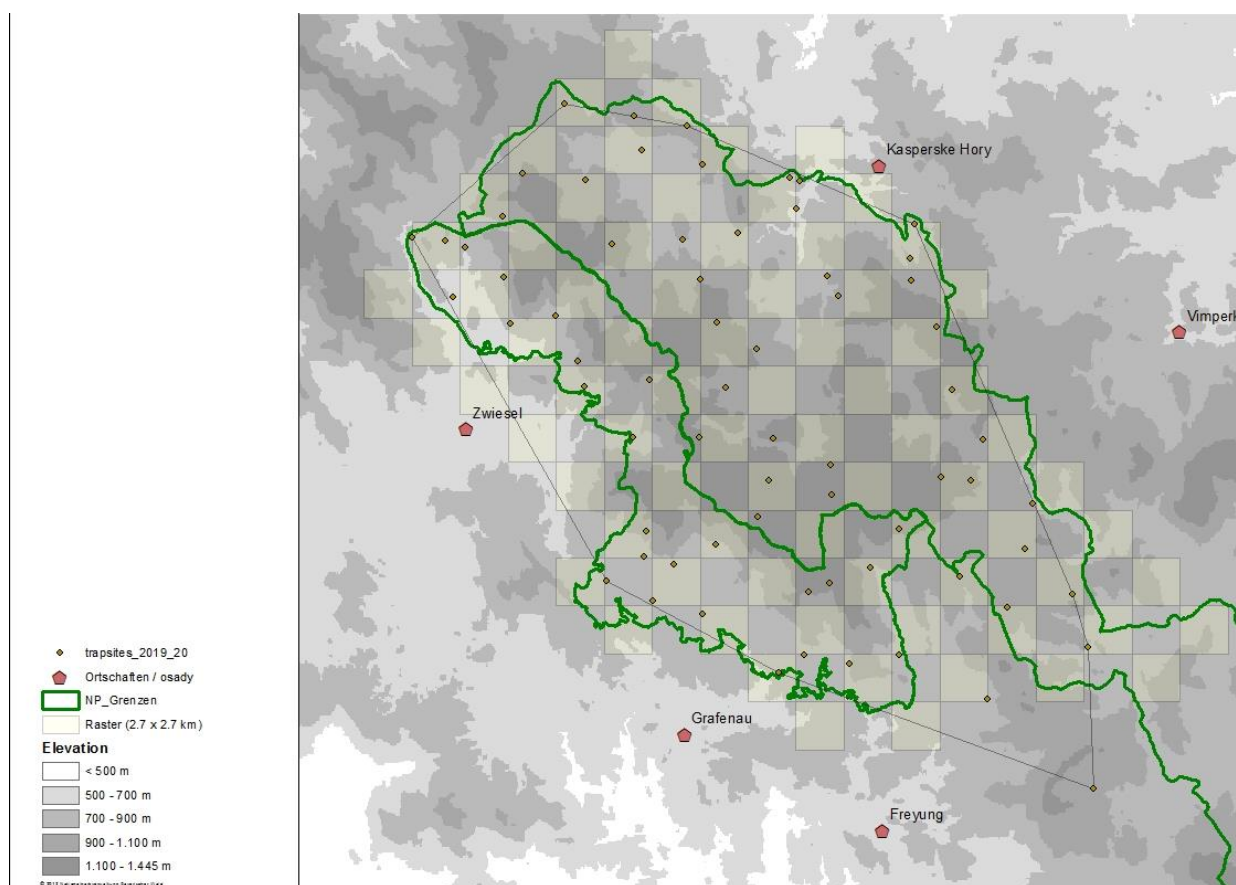 Kasperske Hory
Vimperk
Zwiesel
Grafenau
Freyung
trapsites_2019_20
Ortschaften / osady
NP_Grenzen
Raster (2.7 x 2.7 km)
Elevation
< 500 m
500 - 700 m
700 - 900 m
900 - 1.100 m
1.100 - 1.445 m